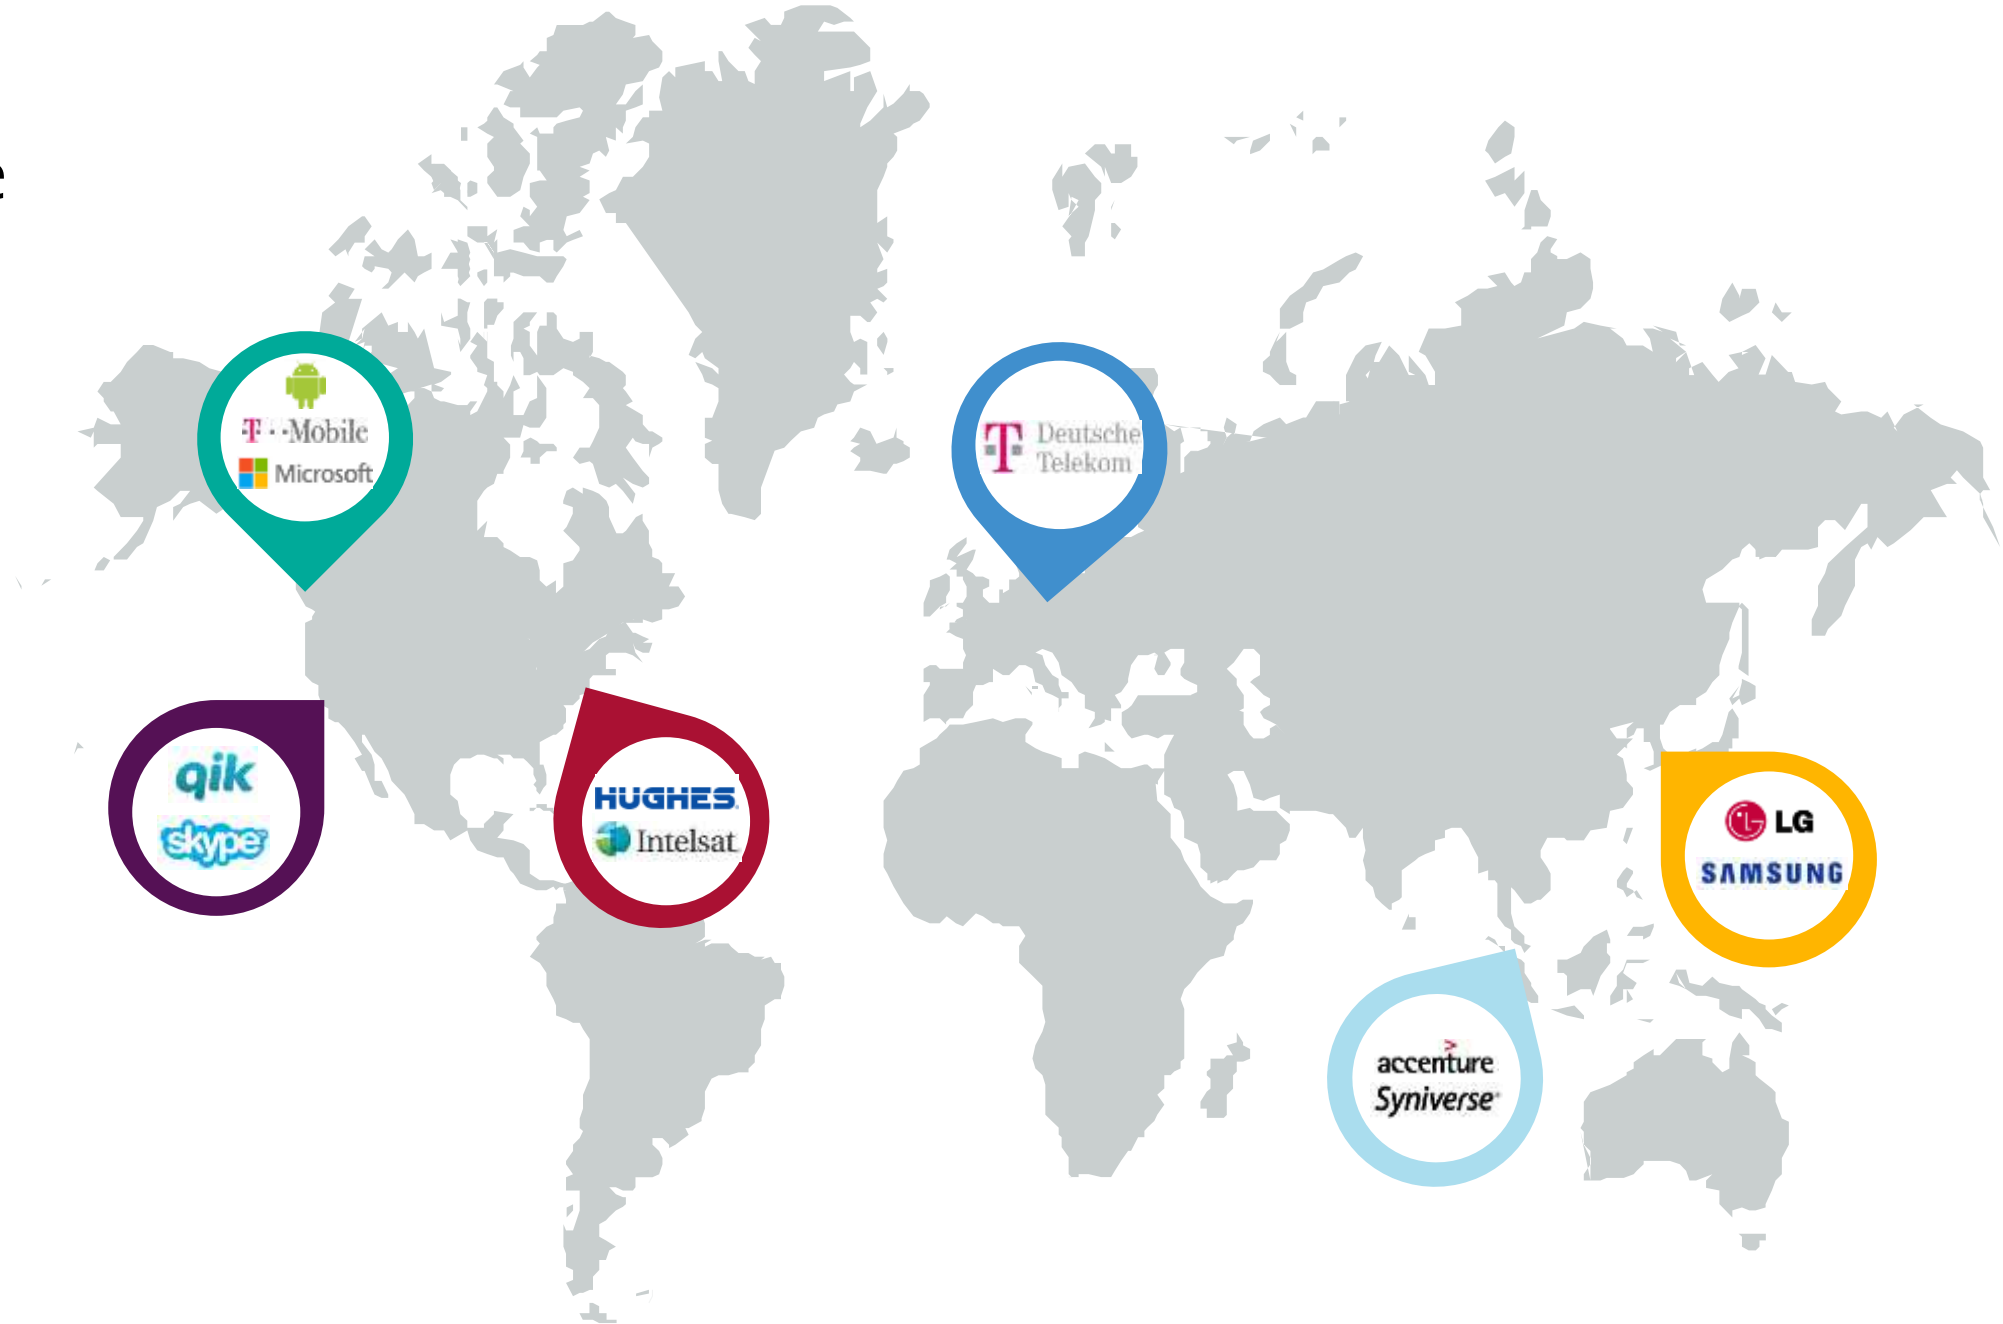 e
T··Mobile
Microsoft
T Deutsche
Telekom
qik
skype
HUGHES
Intelsat
LG
SAMSUNG
accenture
Syniverse